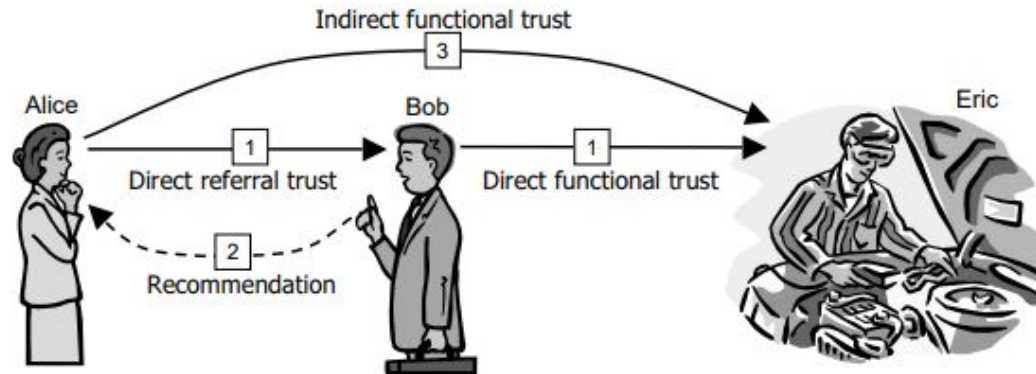 Indirect functional trust
3
Alice
Bob
Eric
1
1
Direct referral trust
Direct functional trust
2
Recommendation